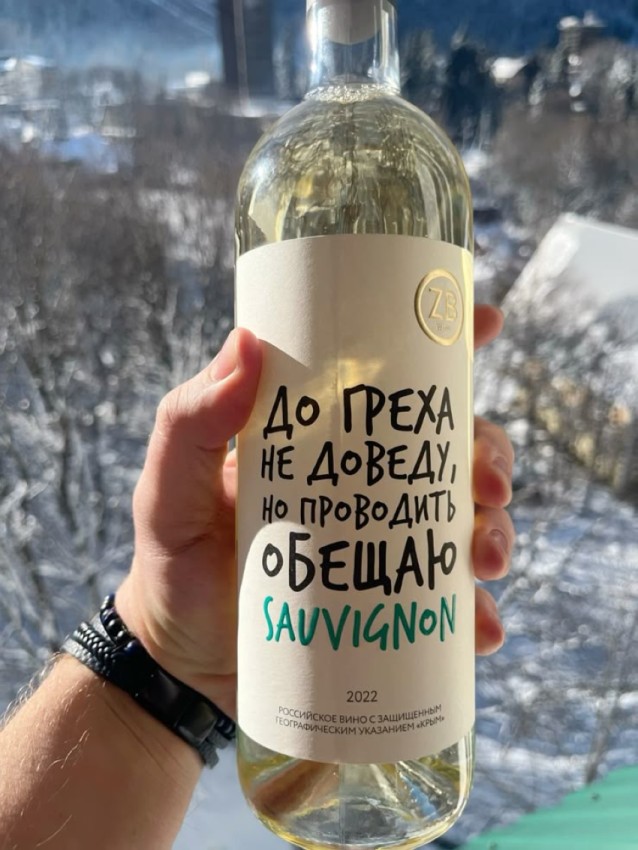 ZB
ДО ГРЕХА
НЕ ДОВЕДУ,
НО ПРОВОДИТЬ
ОБЕЩАЮ
SAUVIGNON
2022
РОССИЙСКОЕ ВИНО С ЗАЩИЩЕННЫМ
ГЕОГРАФИЧЕСКИМ УКАЗАНИЕМ «КРЫМ»